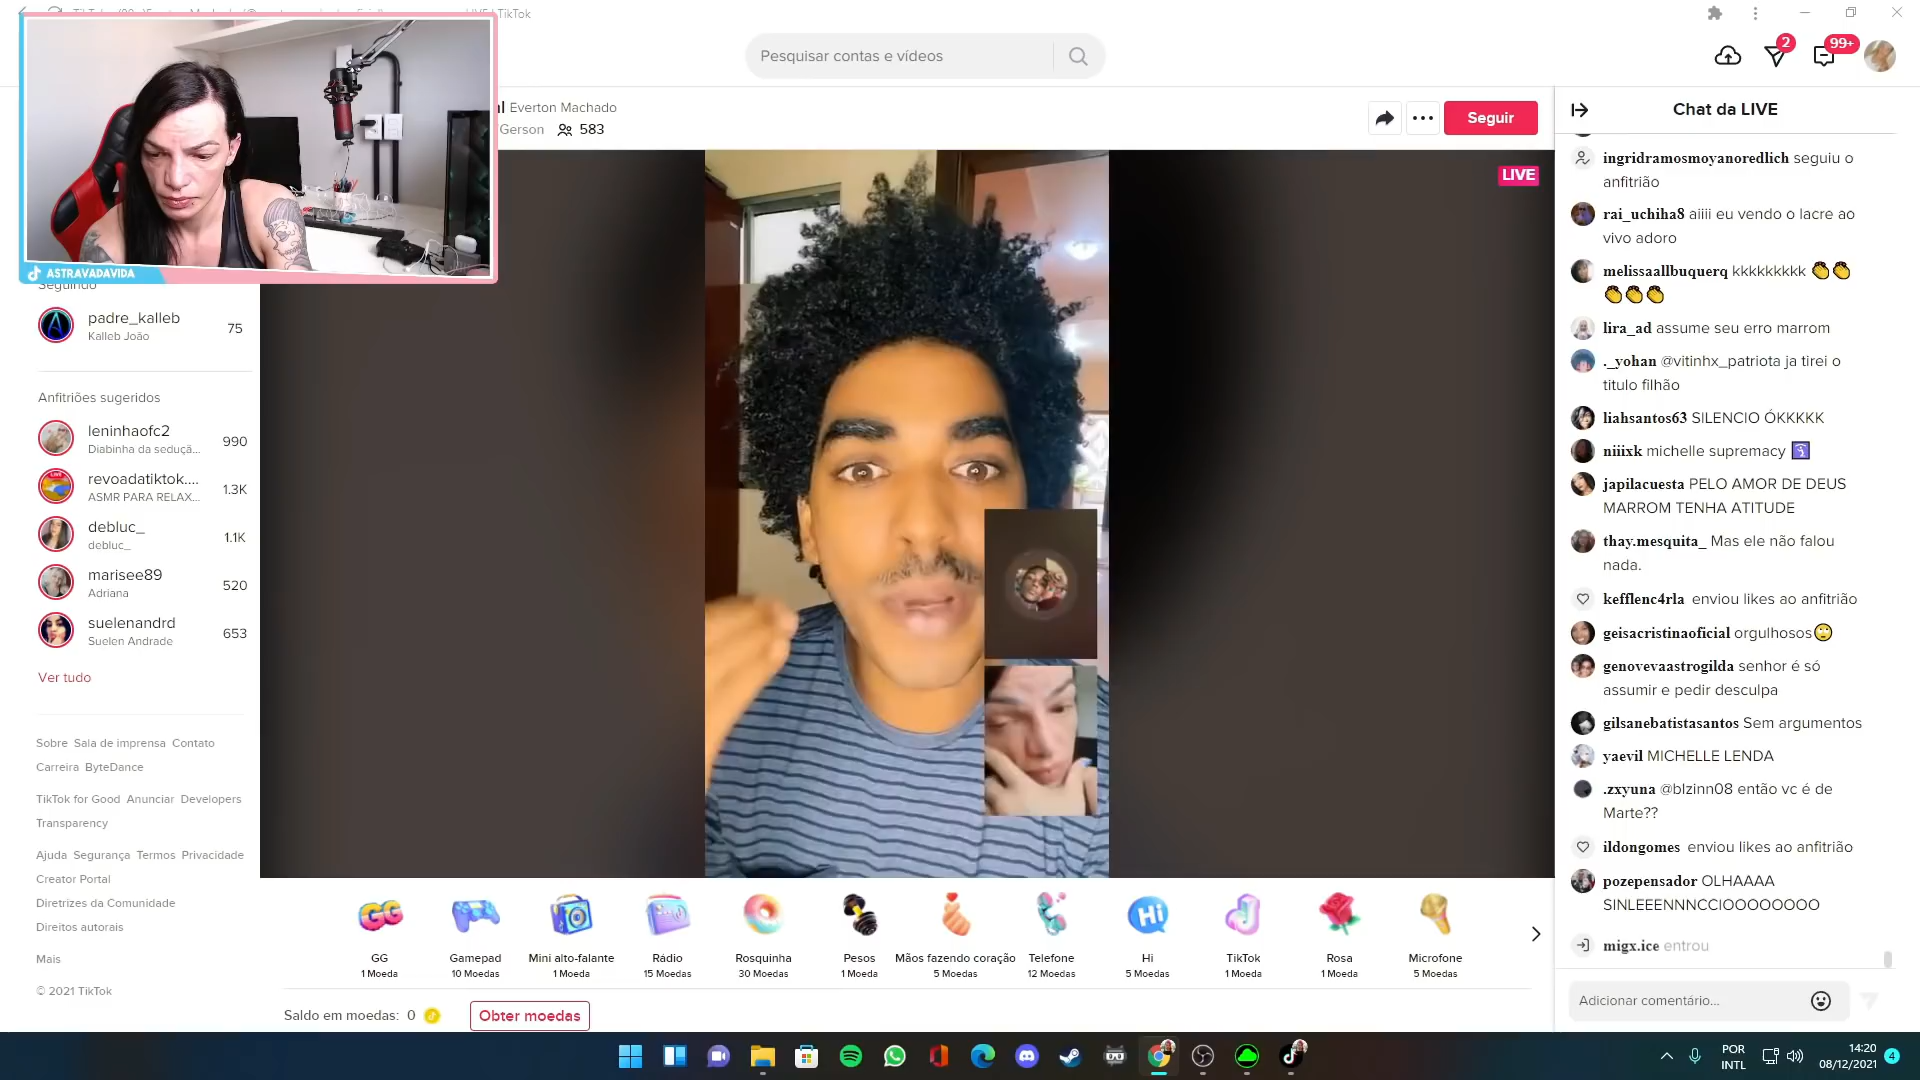 TikTok
Pesquisar contas e vídeos
2
99+
Everton Machado
Gerson 583
Seguir
Chat da LIVE
LIVE
ASTRAVADAVIDA
Seguindo
padre_kalleb
Kalleb João
75
Anfitriões sugeridos
leninhaofc2
Diabinha da seduçã...
990
revoadatiktok....
ASMR PARA RELAX...
1.3K
debluc_
debluc_
1.1K
marisee89
Adriana
520
suelenandrd
Suelen Andrade
653
Ver tudo
Sobre Sala de imprensa Contato
Carreira ByteDance
TikTok for Good Anunciar Developers
Transparency
Ajuda Segurança Termos Privacidade
Creator Portal
Diretrizes da Comunidade
Direitos autorais
Mais
© 2021 TikTok
ingridramosmoyanoredlich seguiu o
anfitrião
rai_uchiha8 aiiii eu vendo o lacre ao
vivo adoro
melissaallbuquerq kkkkkkkkk 👏👏
👏👏👏
lira_ad assume seu erro marrom
._yohan @vitinhx_patriota ja tirei o
titulo filhão
liahsantos63 SILENCIO ÓKKKKK
niiixk michelle supremacy 🛐
japilacuesta PELO AMOR DE DEUS
MARROM TENHA ATITUDE
thay.mesquita_ Mas ele não falou
nada.
kefflenc4rla enviou likes ao anfitrião
geisacristinaoficial orgulhosos🙄
genovevaastrogilda senhor é só
assumir e pedir desculpa
gilsanebatistasantos Sem argumentos
yaevil MICHELLE LENDA
.zxyuna @blzinn08 então vc é de
Marte??
ildongomes enviou likes ao anfitrião
pozepensador OLHAAAA
SINLEEENNNCCIOOOOOOOO
migx.ice entrou
Adicionar comentário...
GG
GG
1 Moeda
Gamepad
10 Moedas
Mini alto-falante
1 Moeda
Rádio
15 Moedas
Rosquinha
30 Moedas
Pesos
1 Moeda
Mãos fazendo coração
5 Moedas
Telefone
12 Moedas
Hi
Hi
5 Moedas
TikTok
1 Moeda
Rosa
1 Moeda
Microfone
5 Moedas
Saldo em moedas: 0
Obter moedas
POR
INTL
14:20
08/12/2021
4